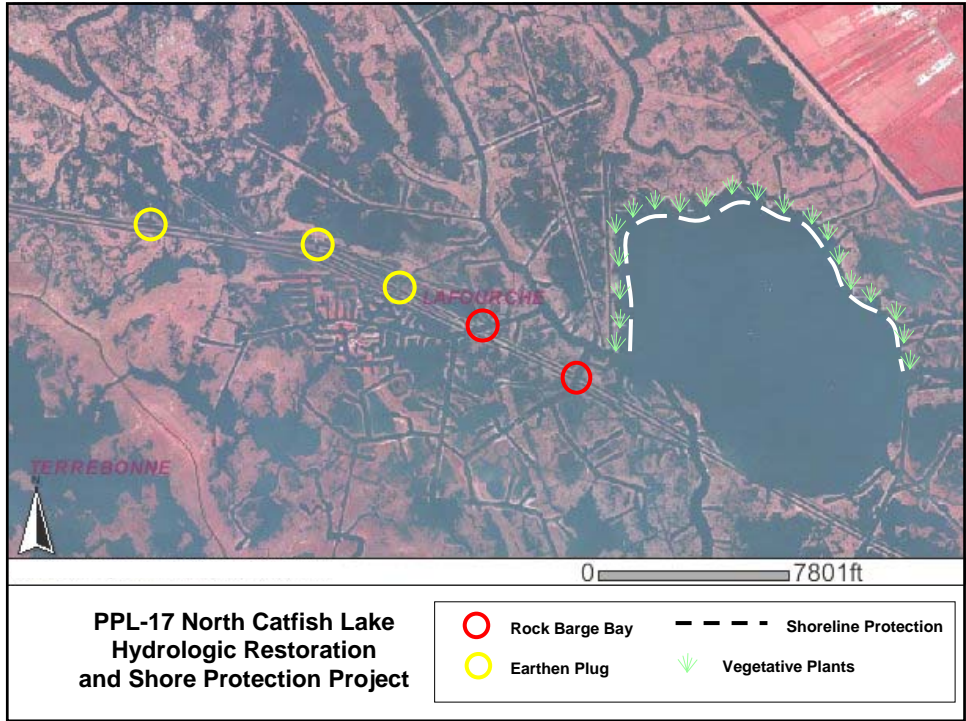 LAFOURCHE
TERREBONNE
N
0 7801ft
PPL-17 North Catfish Lake
Hydrologic Restoration
and Shore Protection Project
Rock Barge Bay
Shoreline Protection
Earthen Plug
Vegetative Plants